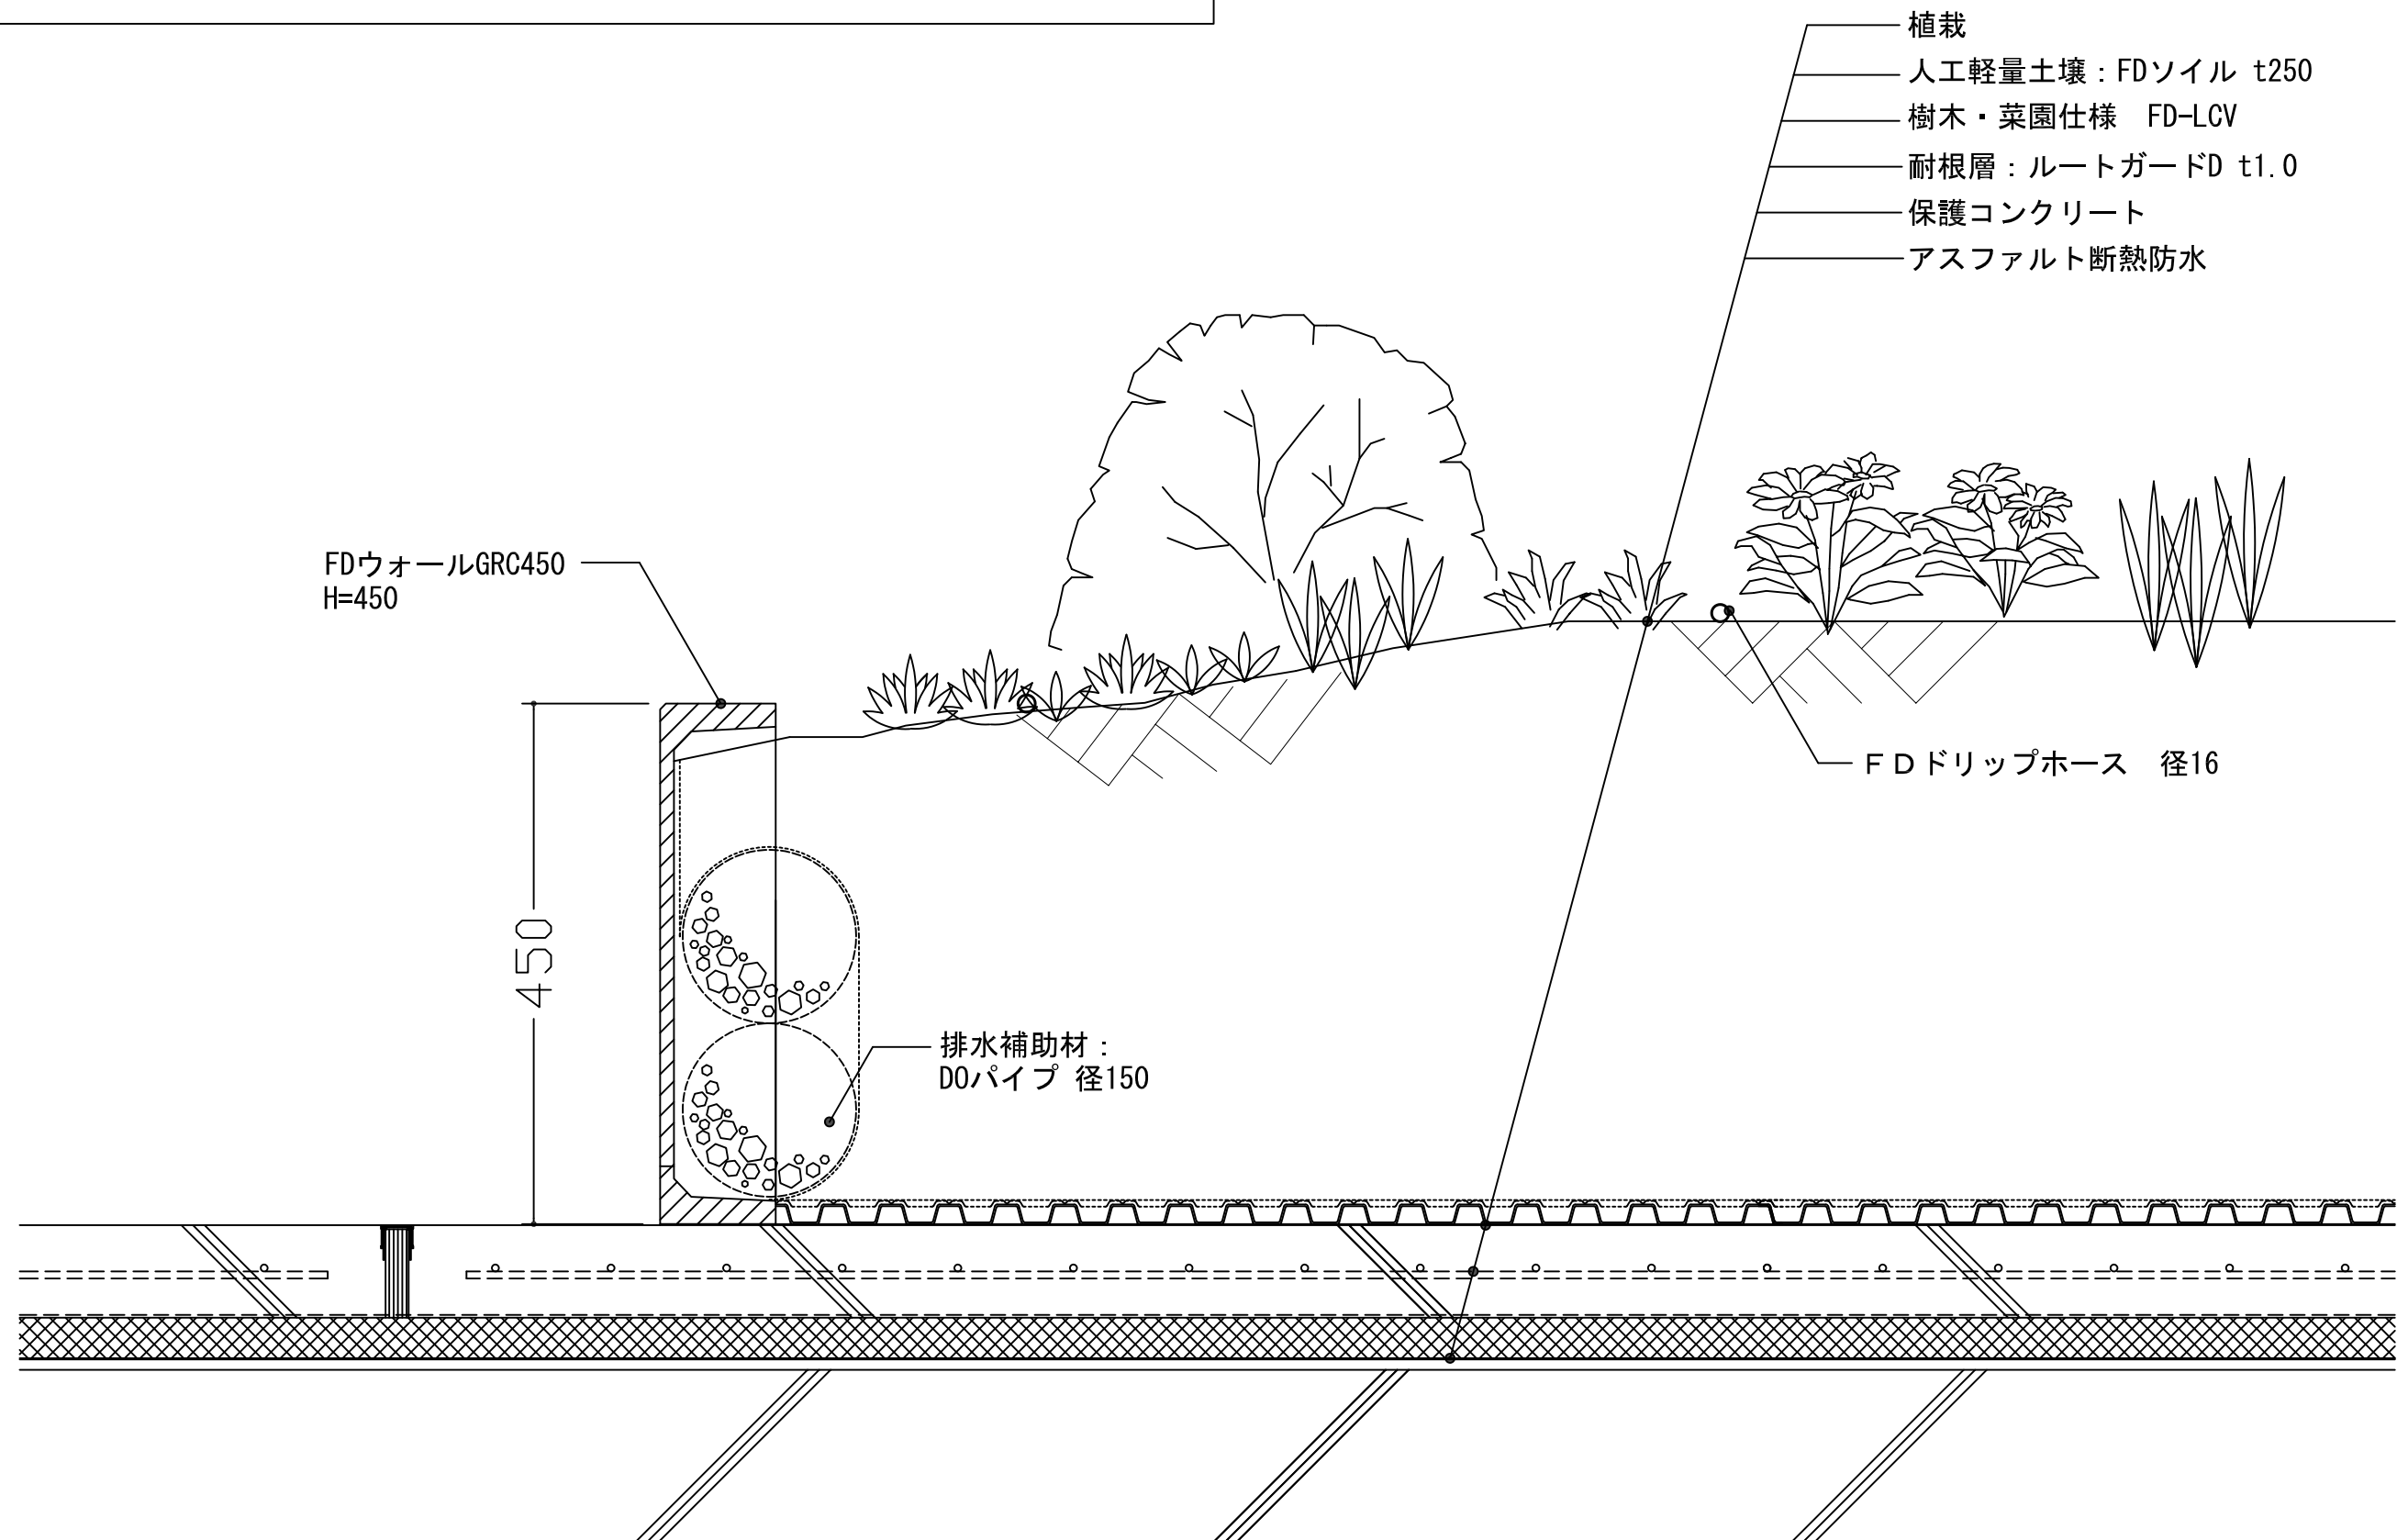 植栽
人工軽量土壌：FDソイル t250
樹木・菜園仕様　FD-LCV
耐根層：ルートガードD t1.0
保護コンクリート
アスファルト断熱防水
FDウォールGRC450
H=450
ＦＤドリップホース　径16
450
排水補助材：
DOパイプ 径150